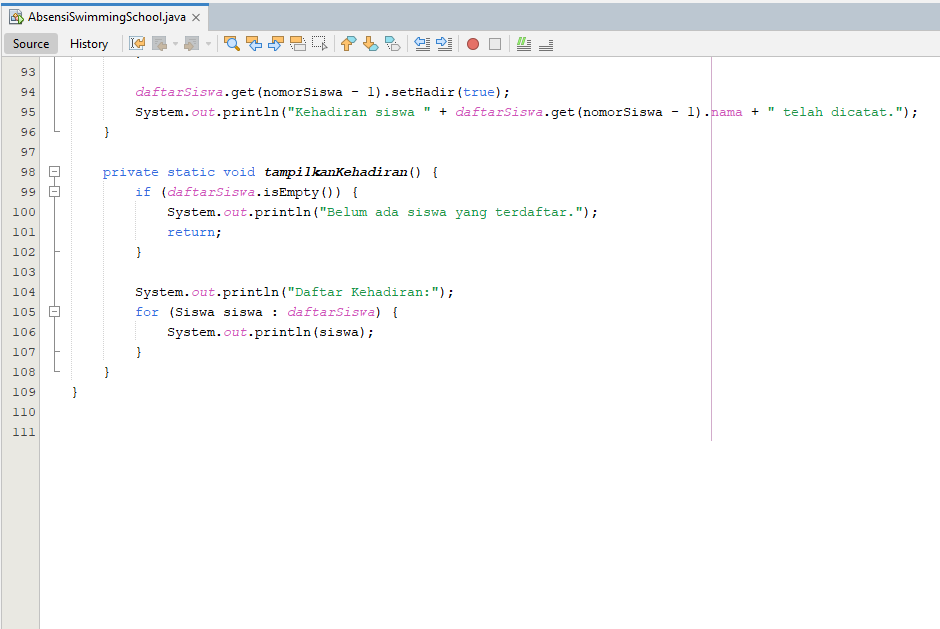 AbsensiSwimmingSchool.java
Source History
93
94 daftarSiswa.get(nomorSiswa - 1).setHadir(true);
95 System.out.println("Kehadiran siswa " + daftarSiswa.get(nomorSiswa - 1).nama + " telah dicatat.");
96 }
97
98 private static void tampilkanKehadiran() {
99 if (daftarSiswa.isEmpty()) {
100 System.out.println("Belum ada siswa yang terdaftar.");
101 return;
102 }
103
104 System.out.println("Daftar Kehadiran:");
105 for (Siswa siswa : daftarSiswa) {
106 System.out.println(siswa);
107 }
108 }
109 }
110
111